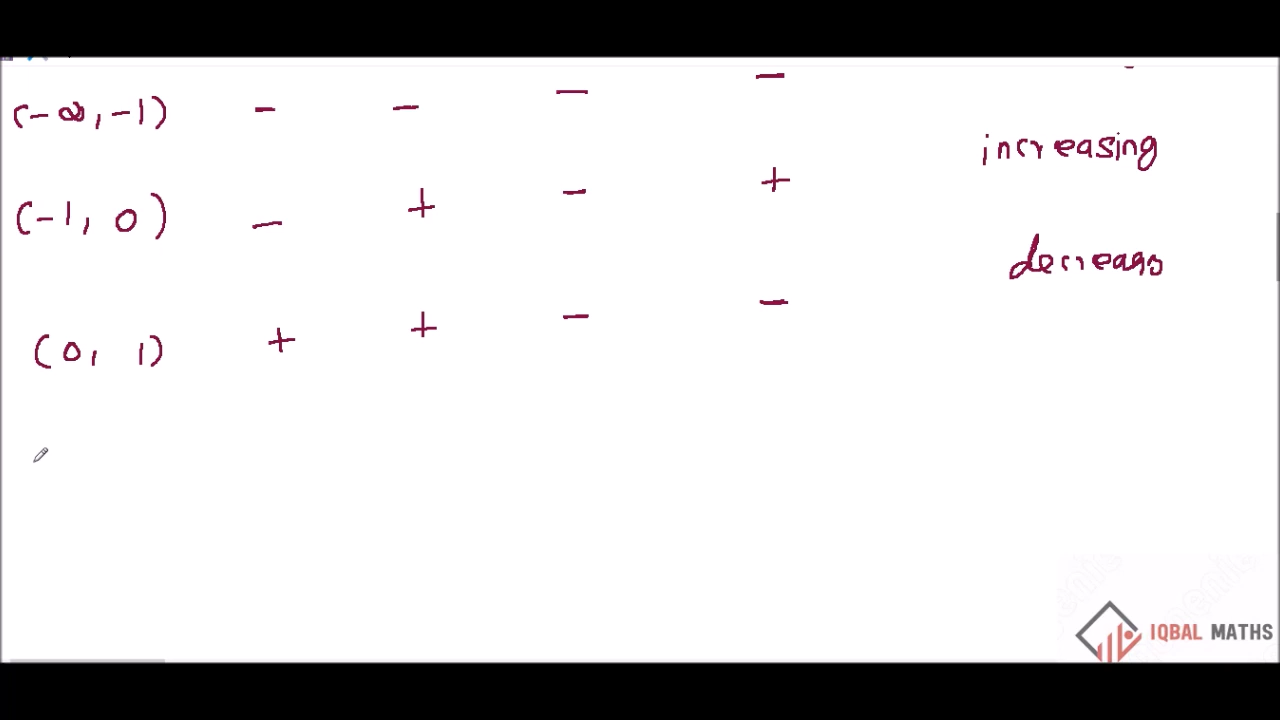 (-∞, -1) - - - -
increasing
(-1, 0) - + - +
decreas
(0, 1) + + - -
IQBAL MATHS